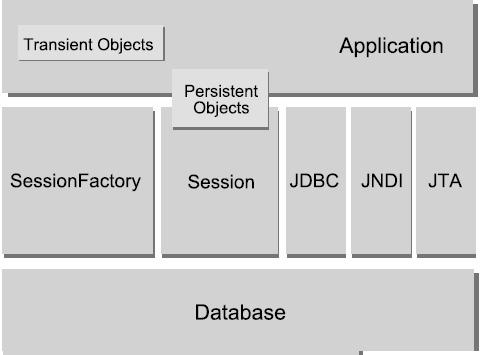 Transient Objects
Application
Persistent
Objects
SessionFactory
Session
JDBC
JNDI
JTA
Database